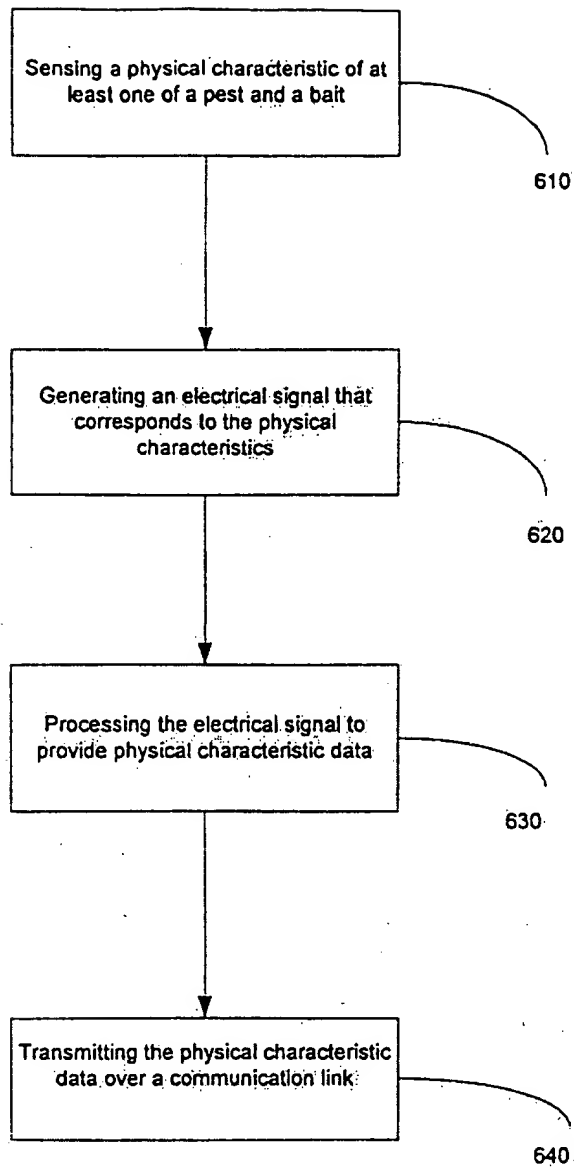 Sensing a physical characteristic of at
least one of a pest and a bait
610
Generating an electrical signal that
corresponds to the physical
characteristics
620
Processing the electrical signal to
provide physical characteristic data
630
Transmitting the physical characteristic
data over a communication link
640